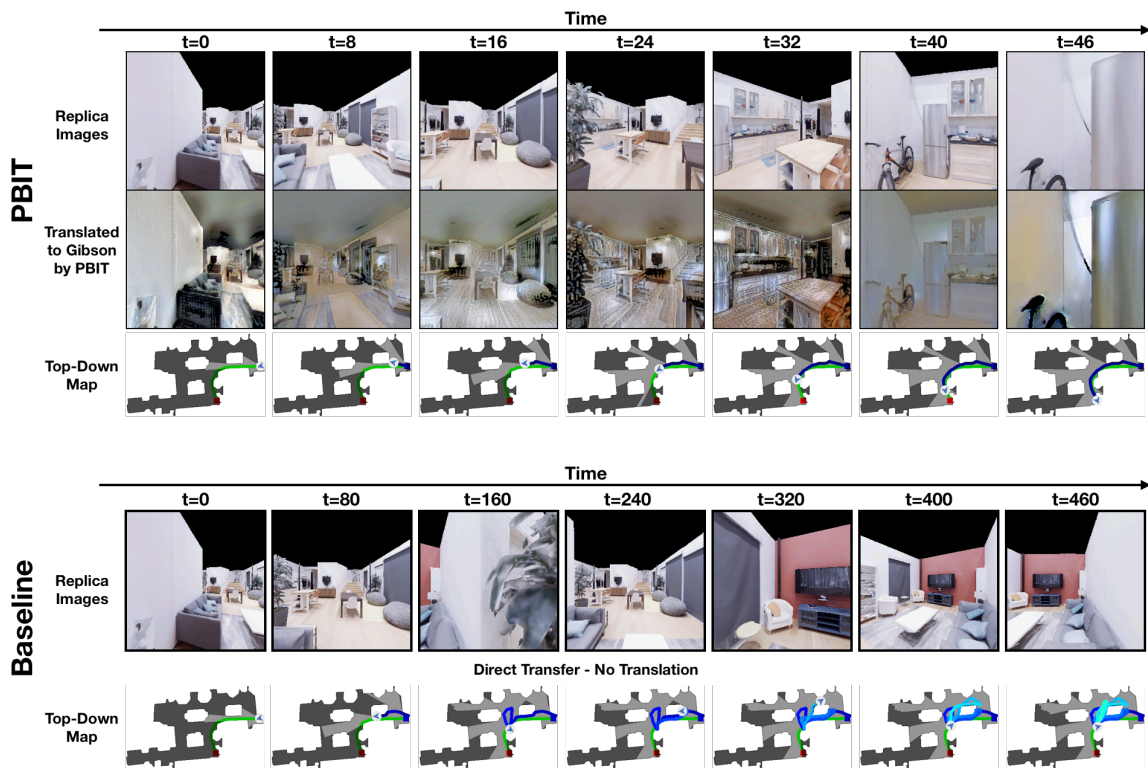 Time
t=0 t=8 t=16 t=24 t=32 t=40 t=46
PBIT
Replica
Images
Translated
to Gibson
by PBIT
Top-Down
Map
Time
t=0 t=80 t=160 t=240 t=320 t=400 t=460
Baseline
Replica
Images
Direct Transfer - No Translation
Top-Down
Map